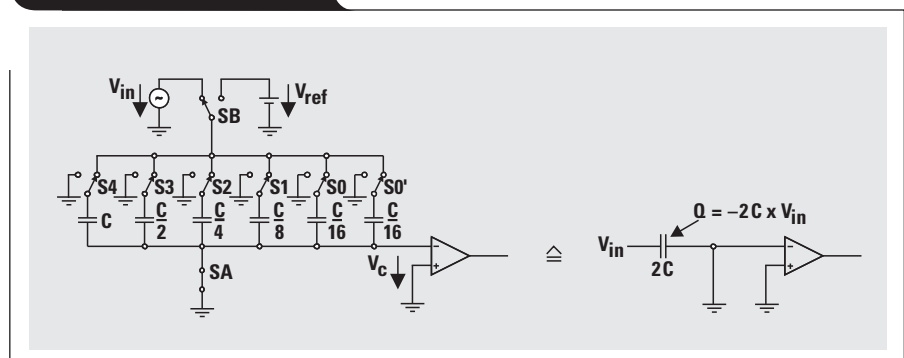 Vin
Vref
SB
S4 S3 S2 S1 S0 S0'
C C/2 C/4 C/8 C/16 C/16
SA
Vc
−
+
≙
Q = −2C x Vin
Vin
2C
−
+